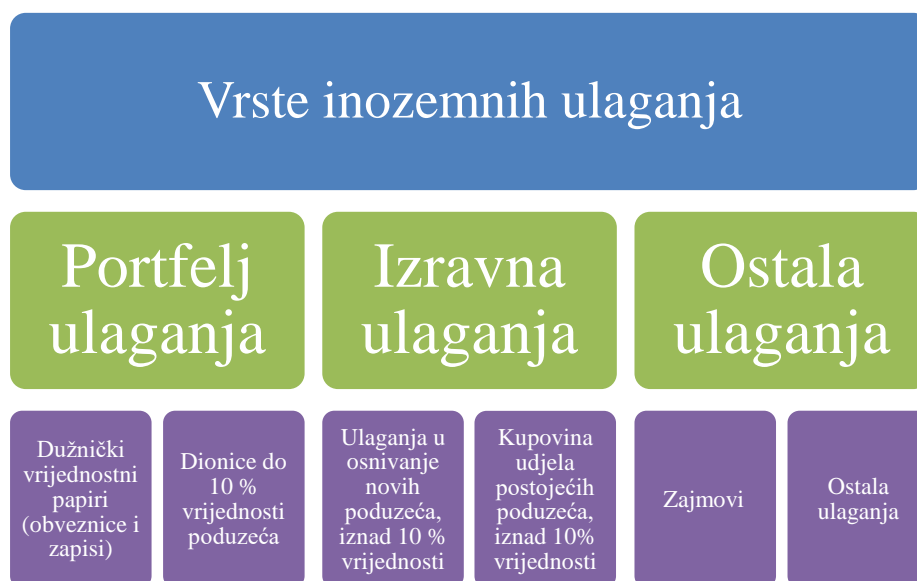 Vrste inozemnih ulaganja
Portfelj
ulaganja
Izravna
ulaganja
Ostala
ulaganja
Dužnički
vrijednostni
papiri
(obveznice i
zapisi)
Dionice do
10 %
vrijednosti
poduzeća
Ulaganja u
osnivanje
novih
poduzeća,
iznad 10 %
vrijednosti
Kupovina
udjela
postojećih
poduzeća,
iznad 10%
vrijednosti
Zajmovi
Ostala
ulaganja